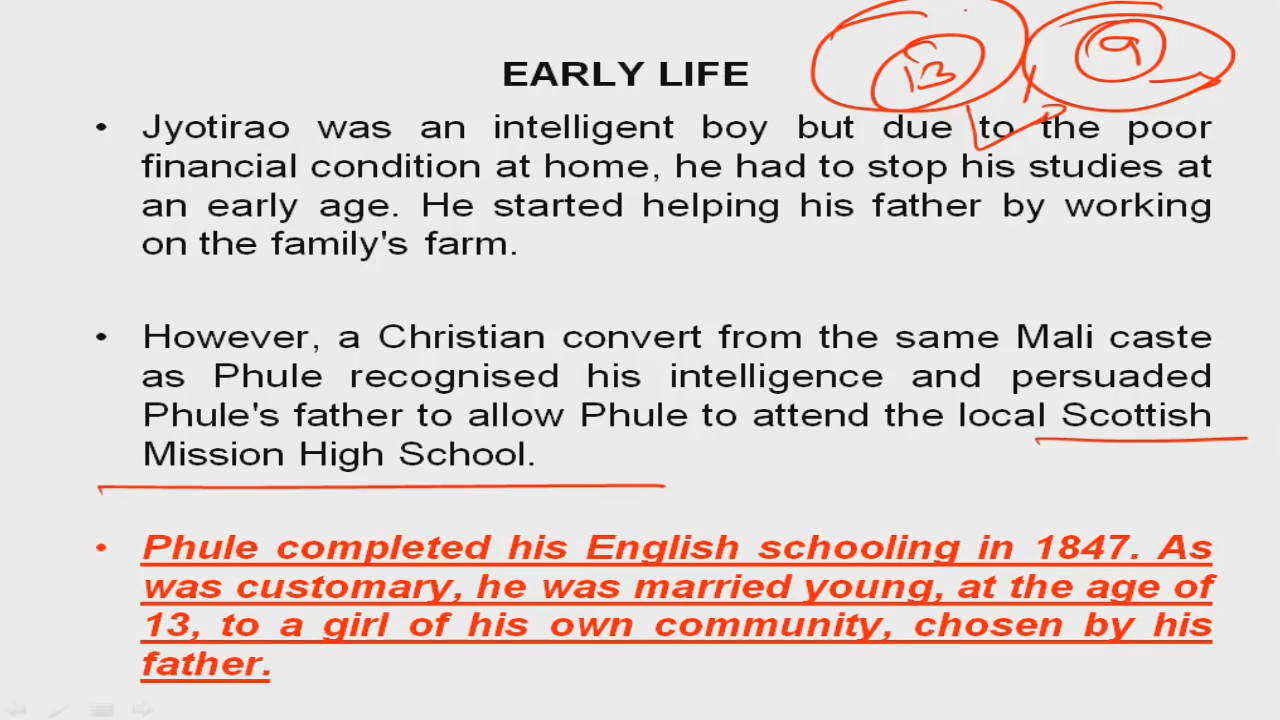 13 9
EARLY LIFE
• Jyotirao was an intelligent boy but due to the poor
financial condition at home, he had to stop his studies at
an early age. He started helping his father by working
on the family's farm.
• However, a Christian convert from the same Mali caste
as Phule recognised his intelligence and persuaded
Phule's father to allow Phule to attend the local Scottish
Mission High School.
• Phule completed his English schooling in 1847. As
was customary, he was married young, at the age of
13, to a girl of his own community, chosen by his
father.